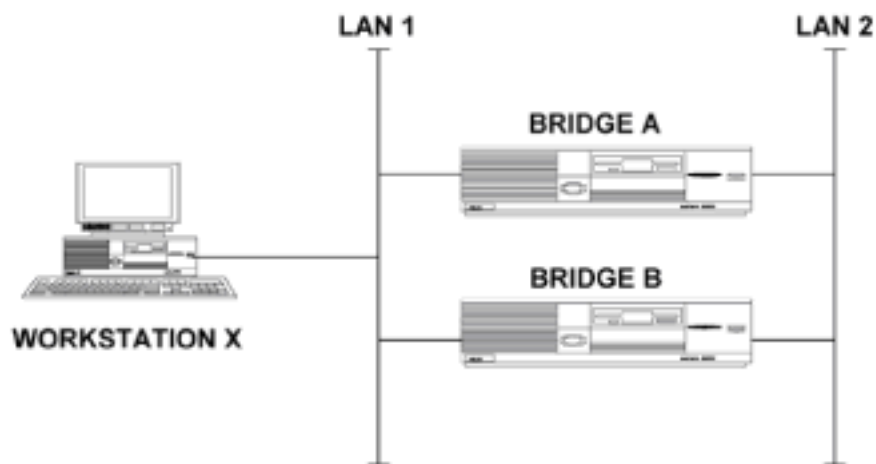 LAN 1
LAN 2
BRIDGE A
BRIDGE B
WORKSTATION X